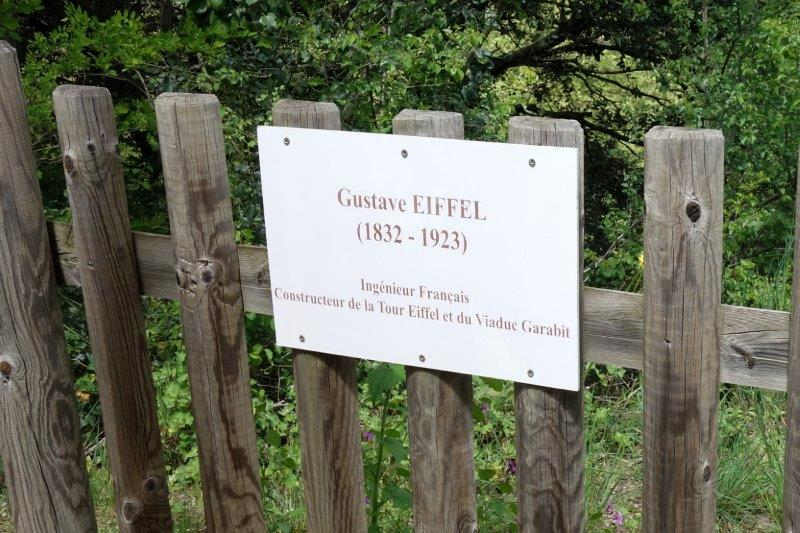 Gustave EIFFEL
(1832 - 1923)
Ingénieur Français
Constructeur de la Tour Eiffel et du Viaduc Garabit